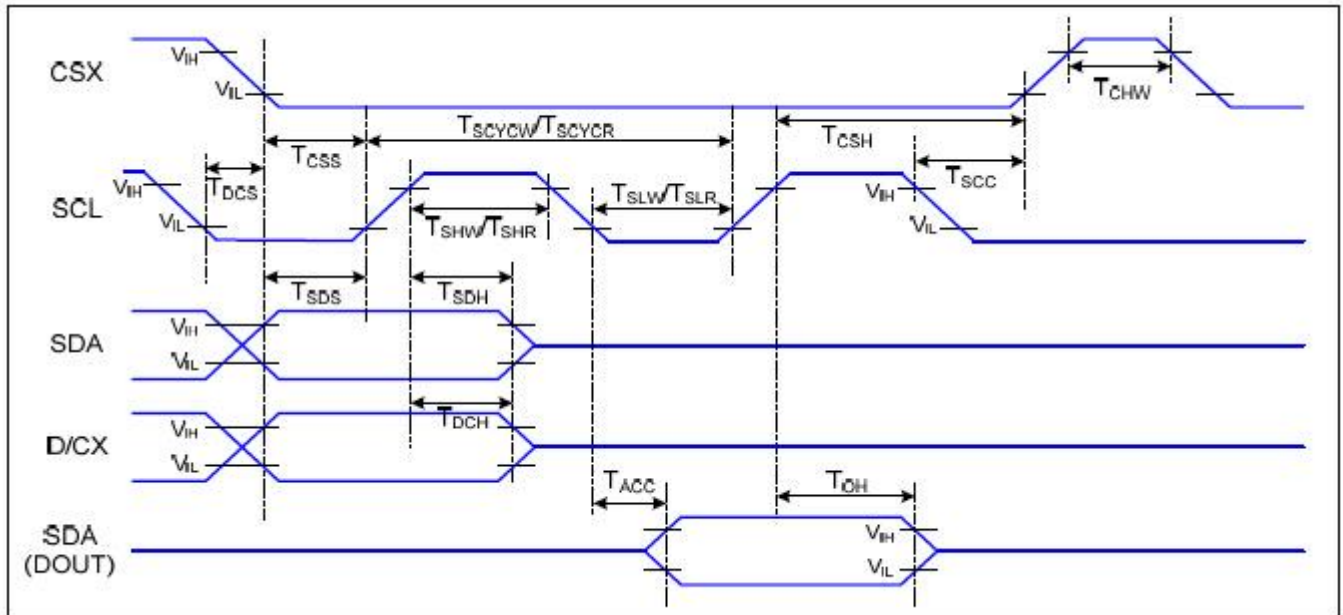 CSX
VIH
VIL
TCHW
TSCYCW/TSCYCR
TCSS
TCSH
TDCS
TSLW/TSLR
TSCC
SCL
VIH
VIL
TSHW/TSHR
VIH
VIL
TSDS
TSDH
SDA
VIH
VIL
TDCH
D/CX
VIH
VIL
TACC
TOH
SDA
(DOUT)
VIH
VIL